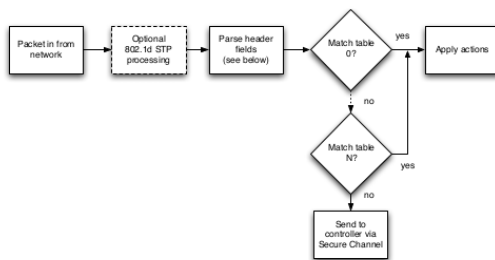 Packet in from
network
Optional
802.1d STP
processing
Parse header
fields
(see below)
Match table
0?
yes
Apply actions
no
Match table
N?
yes
no
Send to
controller via
Secure Channel